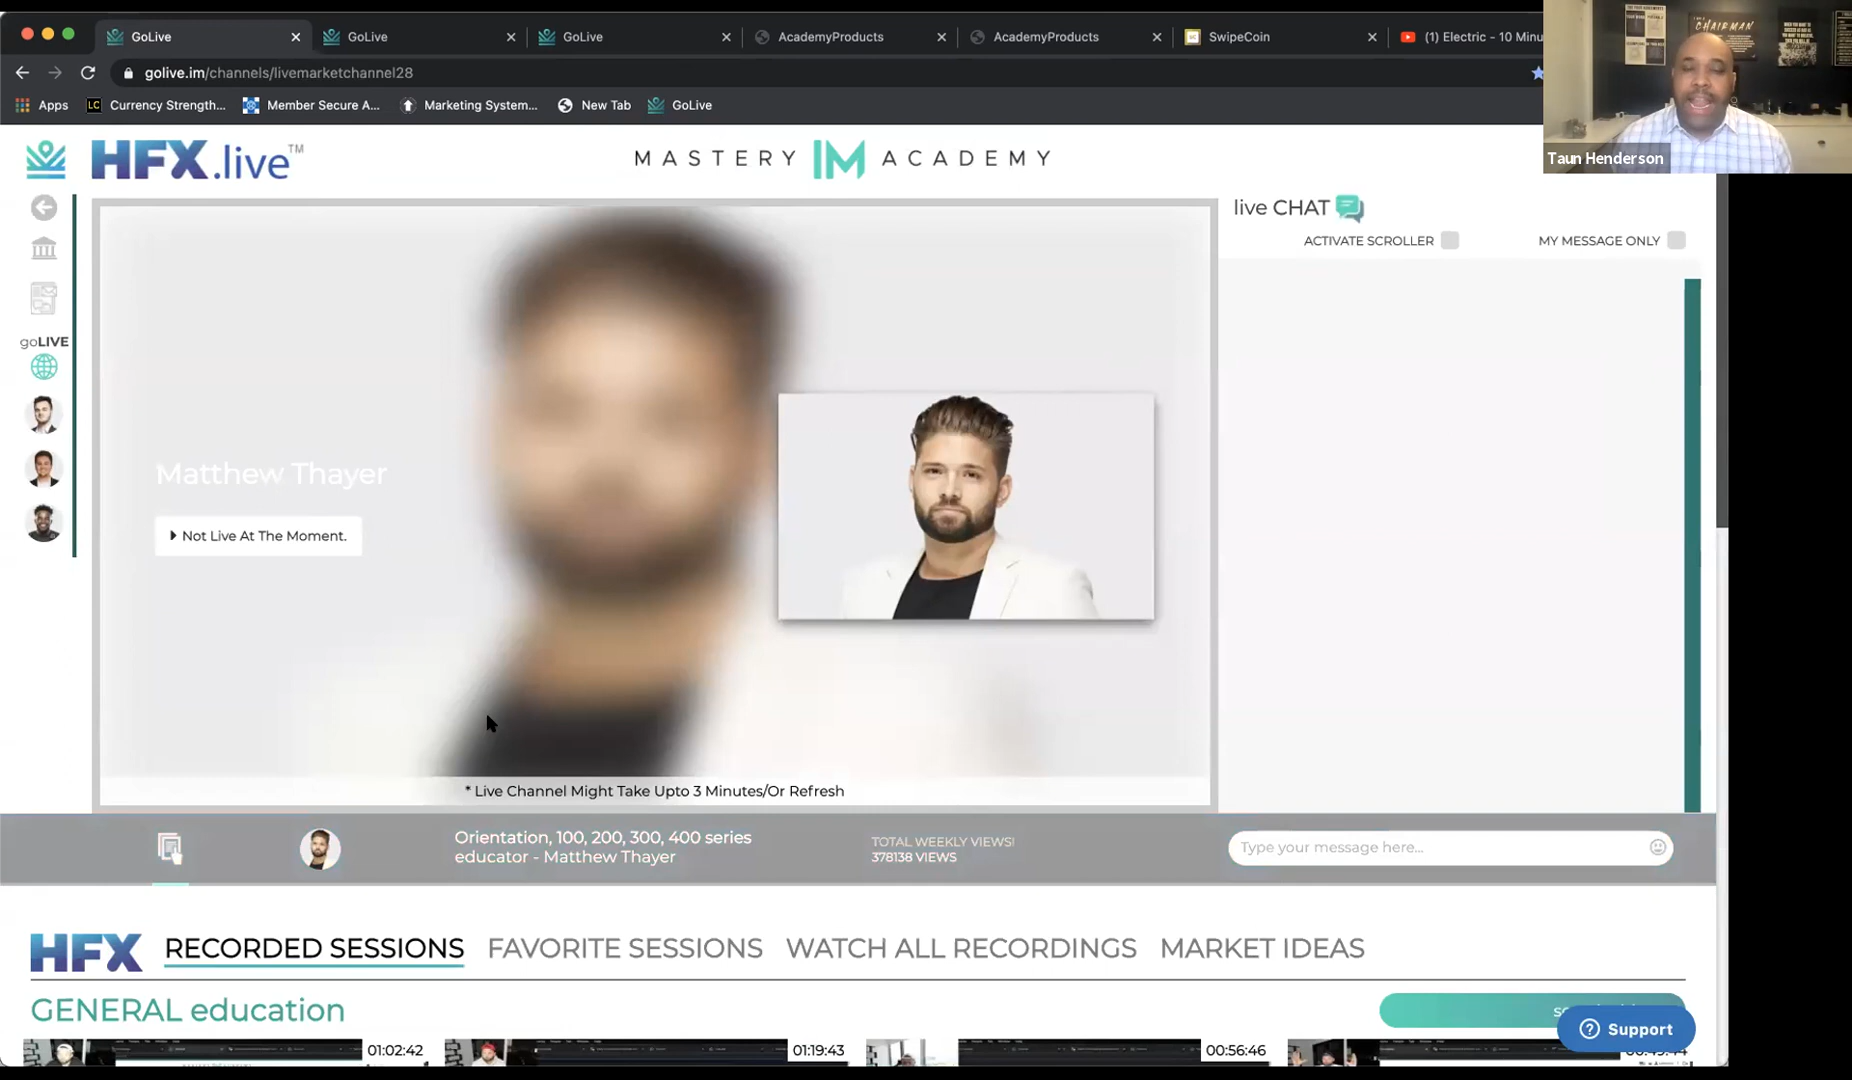 GoLive
GoLive
GoLive
AcademyProducts
AcademyProducts
SwipeCoin
(1) Electric - 10 Minu
golive.im/channels/livemarketchannel28
Apps
LC
Currency Strength...
Member Secure A...
Marketing System...
New Tab
GoLive
CHAIRMAN
Taun Henderson
HFX.live™
MASTERY IM ACADEMY
live CHAT
ACTIVATE SCROLLER
MY MESSAGE ONLY
goLIVE
Matthew Thayer
Not Live At The Moment.
* Live Channel Might Take Upto 3 Minutes/Or Refresh
Orientation, 100, 200, 300, 400 series
educator - Matthew Thayer
TOTAL WEEKLY VIEWS!
378138 VIEWS
Type your message here...
HFX
RECORDED SESSIONS
FAVORITE SESSIONS
WATCH ALL RECORDINGS
MARKET IDEAS
GENERAL education
Support
01:02:42
01:19:43
00:56:46